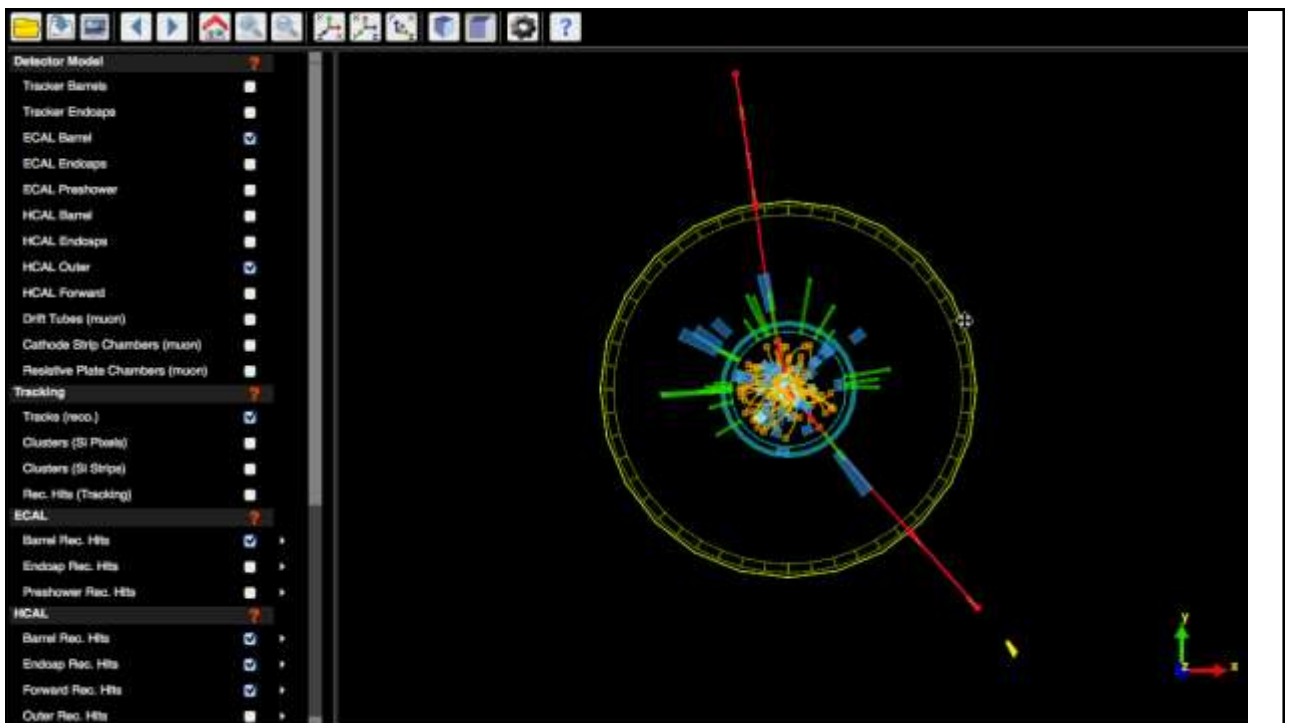 ?
Detector Model ?
Tracker Barrels
Tracker Endcaps
ECAL Barrel
ECAL Endcaps
ECAL Preshower
HCAL Barrel
HCAL Endcaps
HCAL Outer
HCAL Forward
Drift Tubes (muon)
Cathode Strip Chambers (muon)
Resistive Plate Chambers (muon)
Tracking ?
Tracks (reco.)
Clusters (Si Pixels)
Clusters (Si Strips)
Rec. Hits (Tracking)
ECAL ?
Barrel Rec. Hits
Endcap Rec. Hits
Preshower Rec. Hits
HCAL ?
Barrel Rec. Hits
Endcap Rec. Hits
Forward Rec. Hits
Outer Rec. Hits
y
z x